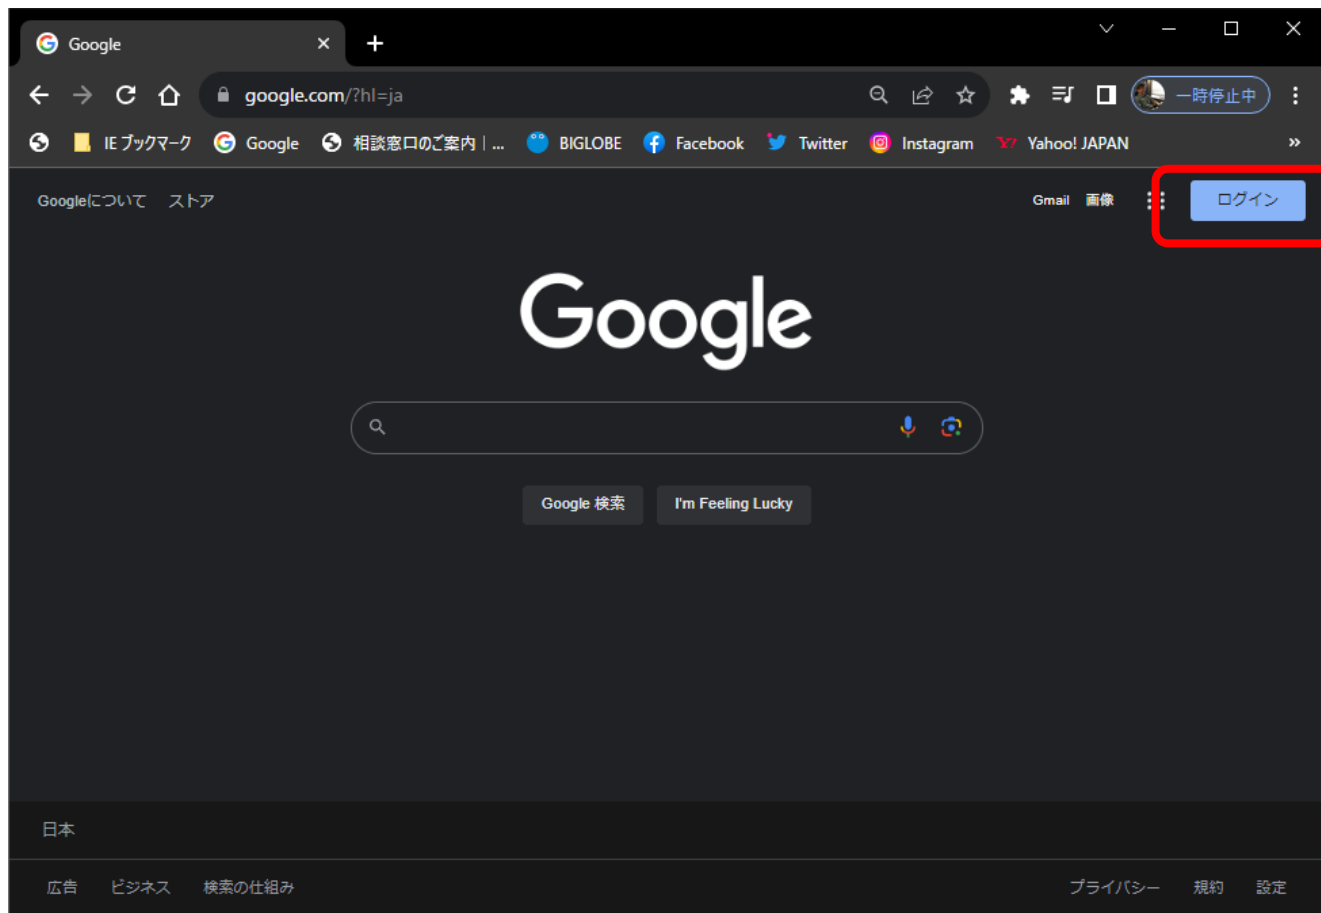 Google
google.com/?hl=ja
一時停止中
IE ブックマーク Google 相談窓口のご案内｜... BIGLOBE Facebook Twitter Instagram Yahoo! JAPAN »
Googleについて ストア Gmail 画像 ログイン
Google
Google 検索 I'm Feeling Lucky
日本
広告 ビジネス 検索の仕組み プライバシー 規約 設定